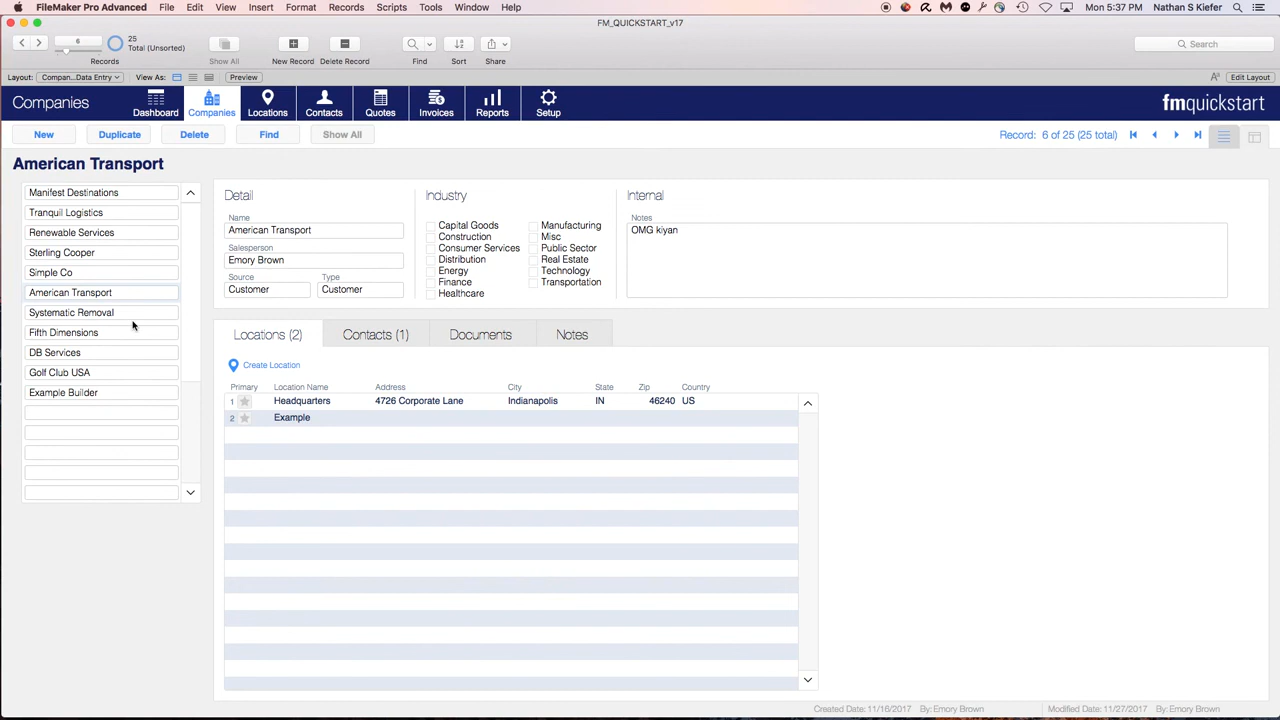 FileMaker Pro Advanced File Edit View Insert Format Records Scripts Tools Window Help Mon 5:37 PM Nathan S Kiefer
FM_QUICKSTART_v17
6 25
Total (Unsorted)
Records Show All New Record Delete Record Find Sort Share Search
Layout: Compan...Data Entry View As: Preview Edit Layout
Companies Dashboard Companies Locations Contacts Quotes Invoices Reports Setup fmquickstart
New Duplicate Delete Find Show All Record: 6 of 25 (25 total)
American Transport
Manifest Destinations
Tranquil Logistics
Renewable Services
Sterling Cooper
Simple Co
American Transport
Systematic Removal
Fifth Dimensions
DB Services
Golf Club USA
Example Builder
Detail
Name
American Transport
Salesperson
Emory Brown
Source Type
Customer Customer
Industry
Capital Goods Manufacturing
Construction Misc
Consumer Services Public Sector
Distribution Real Estate
Energy Technology
Finance Transportation
Healthcare
Internal
Notes
OMG kiyan
Locations (2) Contacts (1) Documents Notes
Create Location
Primary Location Name Address City State Zip Country
1 Headquarters 4726 Corporate Lane Indianapolis IN 46240 US
2 Example
Created Date: 11/16/2017 By: Emory Brown Modified Date: 11/27/2017 By: Emory Brown